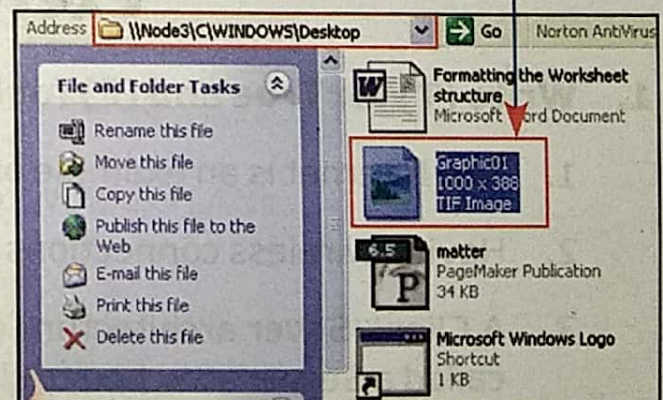 Address \\Node3\C\WINDOWS\Desktop Go Norton AntiVirus
File and Folder Tasks
Rename this file
Move this file
Copy this file
Publish this file to the
Web
E-mail this file
Print this file
Delete this file
Formatting the Worksheet
structure
Microsoft Word Document
Graphic01
1000 x 388
TIF Image
6.5
matter
PageMaker Publication
34 KB
Microsoft Windows Logo
Shortcut
1 KB